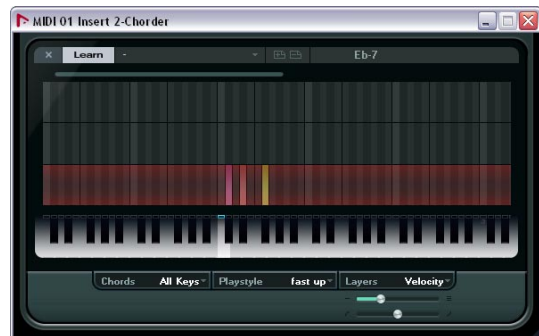 MIDI 01 Insert 2-Chorder
Learn - Eb-7
Chords All Keys Playstyle fast up Layers Velocity